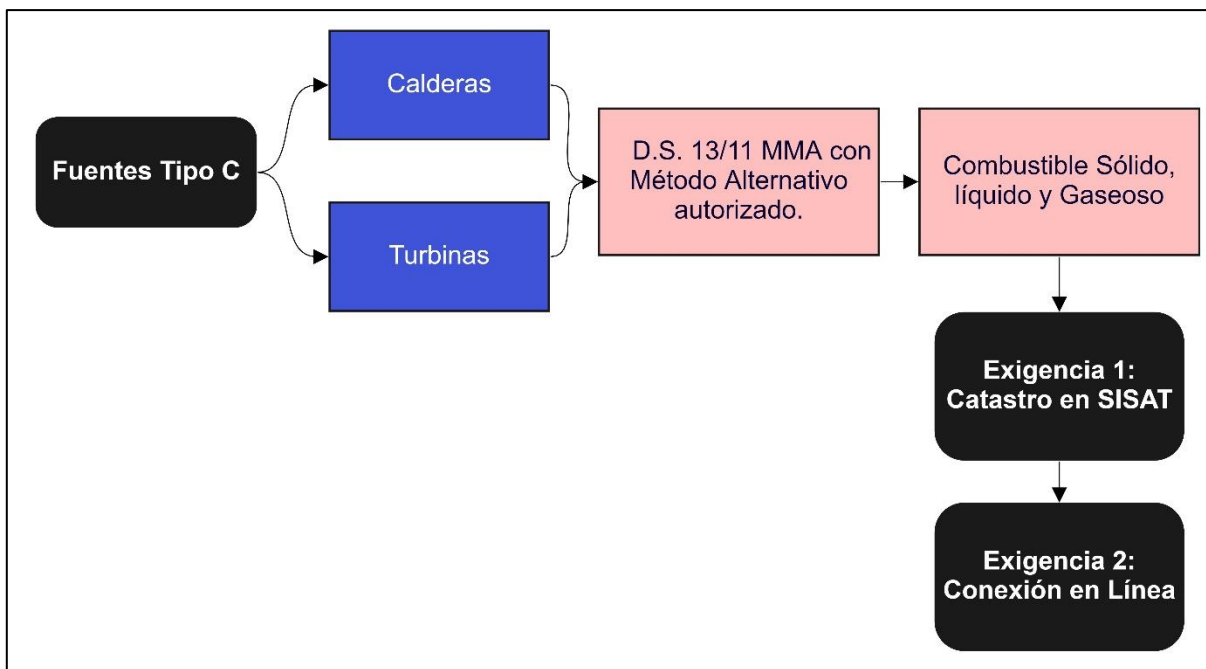 Fuentes Tipo C
Calderas
Turbinas
D.S. 13/11 MMA con
Método Alternativo
autorizado.
Combustible Sólido,
líquido y Gaseoso
Exigencia 1:
Catastro en SISAT
Exigencia 2:
Conexión en Línea